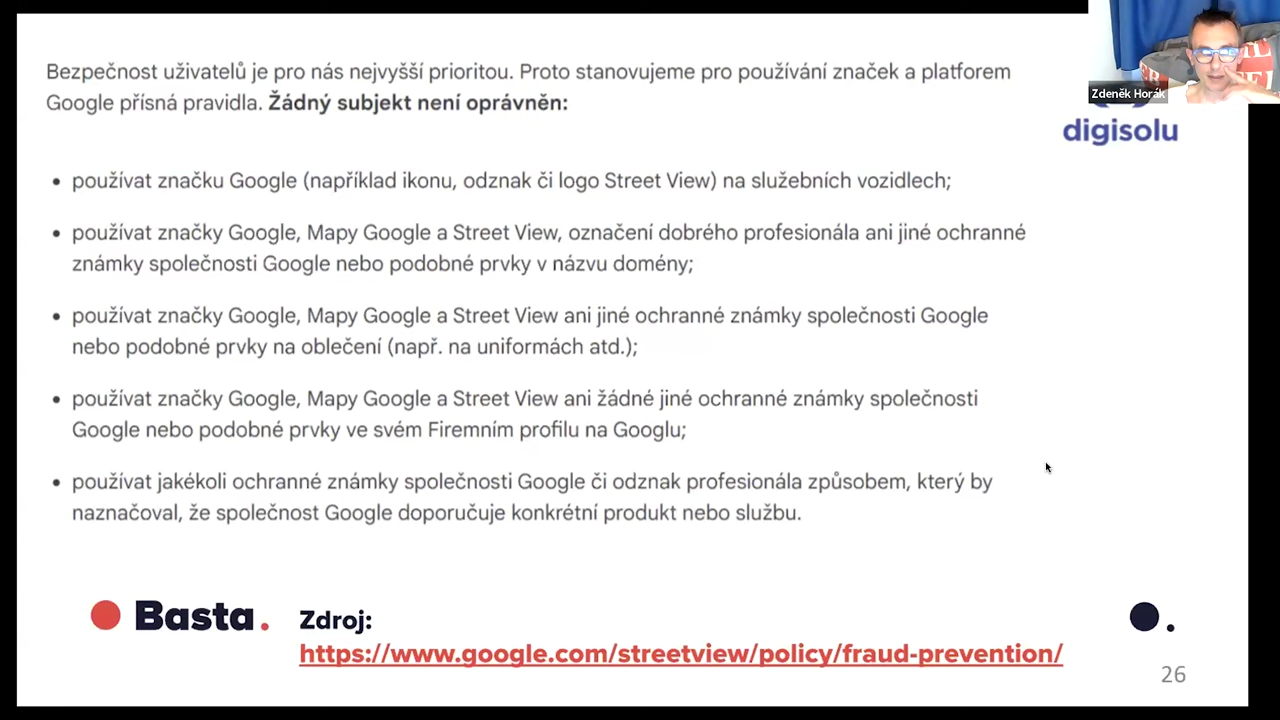 Bezpečnost uživatelů je pro nás nejvyšší prioritou. Proto stanovujeme pro používání značek a platforem
Google přísná pravidla. Žádný subjekt není oprávněn:
Zdeněk Horák
digisolu
• používat značku Google (například ikonu, odznak či logo Street View) na služebních vozidlech;
• používat značky Google, Mapy Google a Street View, označení dobrého profesionála ani jiné ochranné
známky společnosti Google nebo podobné prvky v názvu domény;
• používat značky Google, Mapy Google a Street View ani jiné ochranné známky společnosti Google
nebo podobné prvky na oblečení (např. na uniformách atd.);
• používat značky Google, Mapy Google a Street View ani žádné jiné ochranné známky společnosti
Google nebo podobné prvky ve svém Firemním profilu na Googlu;
• používat jakékoli ochranné známky společnosti Google či odznak profesionála způsobem, který by
naznačoval, že společnost Google doporučuje konkrétní produkt nebo službu.
Basta.
Zdroj:
https://www.google.com/streetview/policy/fraud-prevention/
26